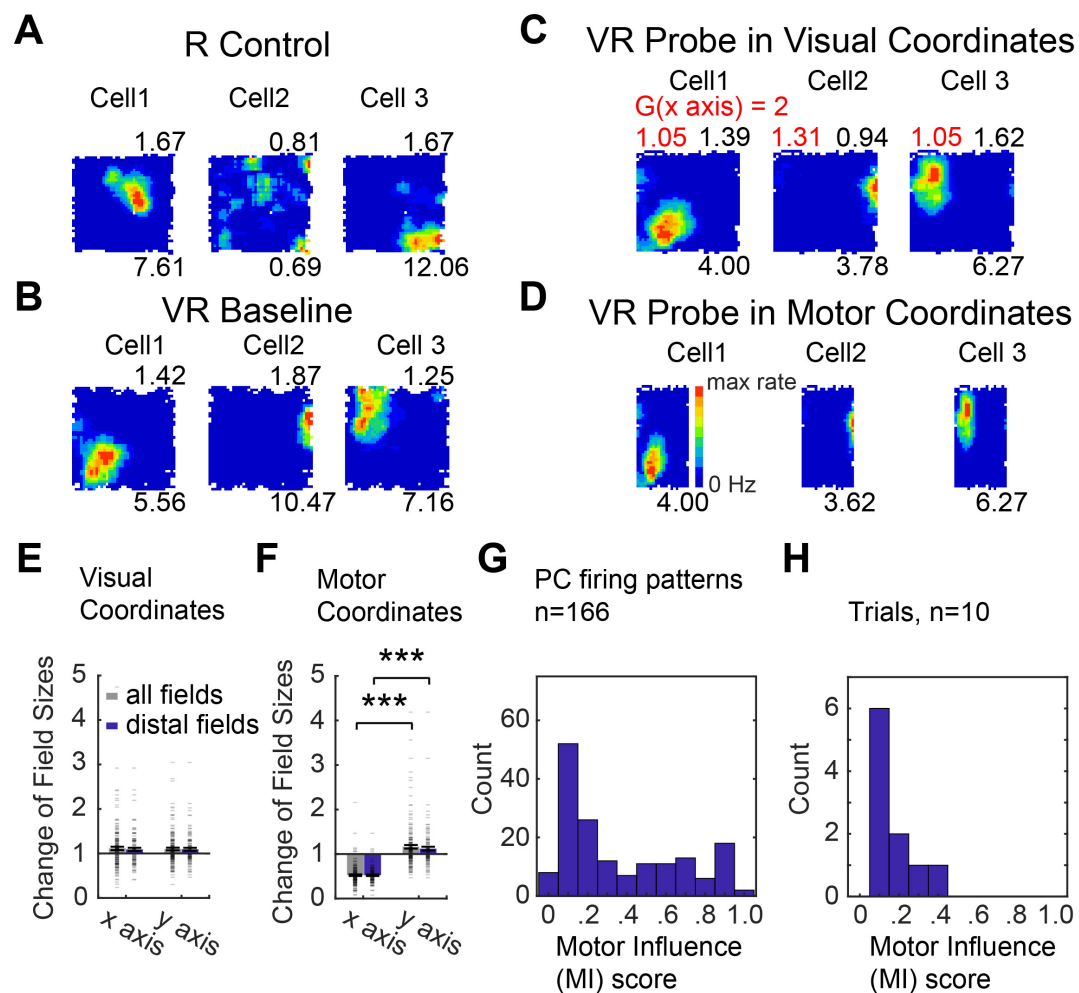 A
R Control
Cell1 Cell2 Cell 3
1.67 0.81 1.67
7.61 0.69 12.06
B
VR Baseline
Cell1 Cell2 Cell 3
1.42 1.87 1.25
5.56 10.47 7.16
C
VR Probe in Visual Coordinates
Cell1 Cell2 Cell 3
G(x axis) = 2
1.05 1.39 1.31 0.94 1.05 1.62
4.00 3.78 6.27
D
VR Probe in Motor Coordinates
Cell1 Cell2 Cell 3
max rate
0 Hz
4.00 3.62 6.27
E
Visual
Coordinates
Change of Field Sizes
5
4
3
2
1
0
all fields
distal fields
x axis y axis
F
Motor
Coordinates
Change of Field Sizes
5
4
3
2
1
0
***
***
x axis y axis
G
PC firing patterns
n=166
Count
60
40
20
0
0 .2 .4 .6 .8 1.0
Motor Influence
(MI) score
H
Trials, n=10
Count
6
4
2
0
0 .2 .4 .6 .8 1.0
Motor Influence
(MI) score